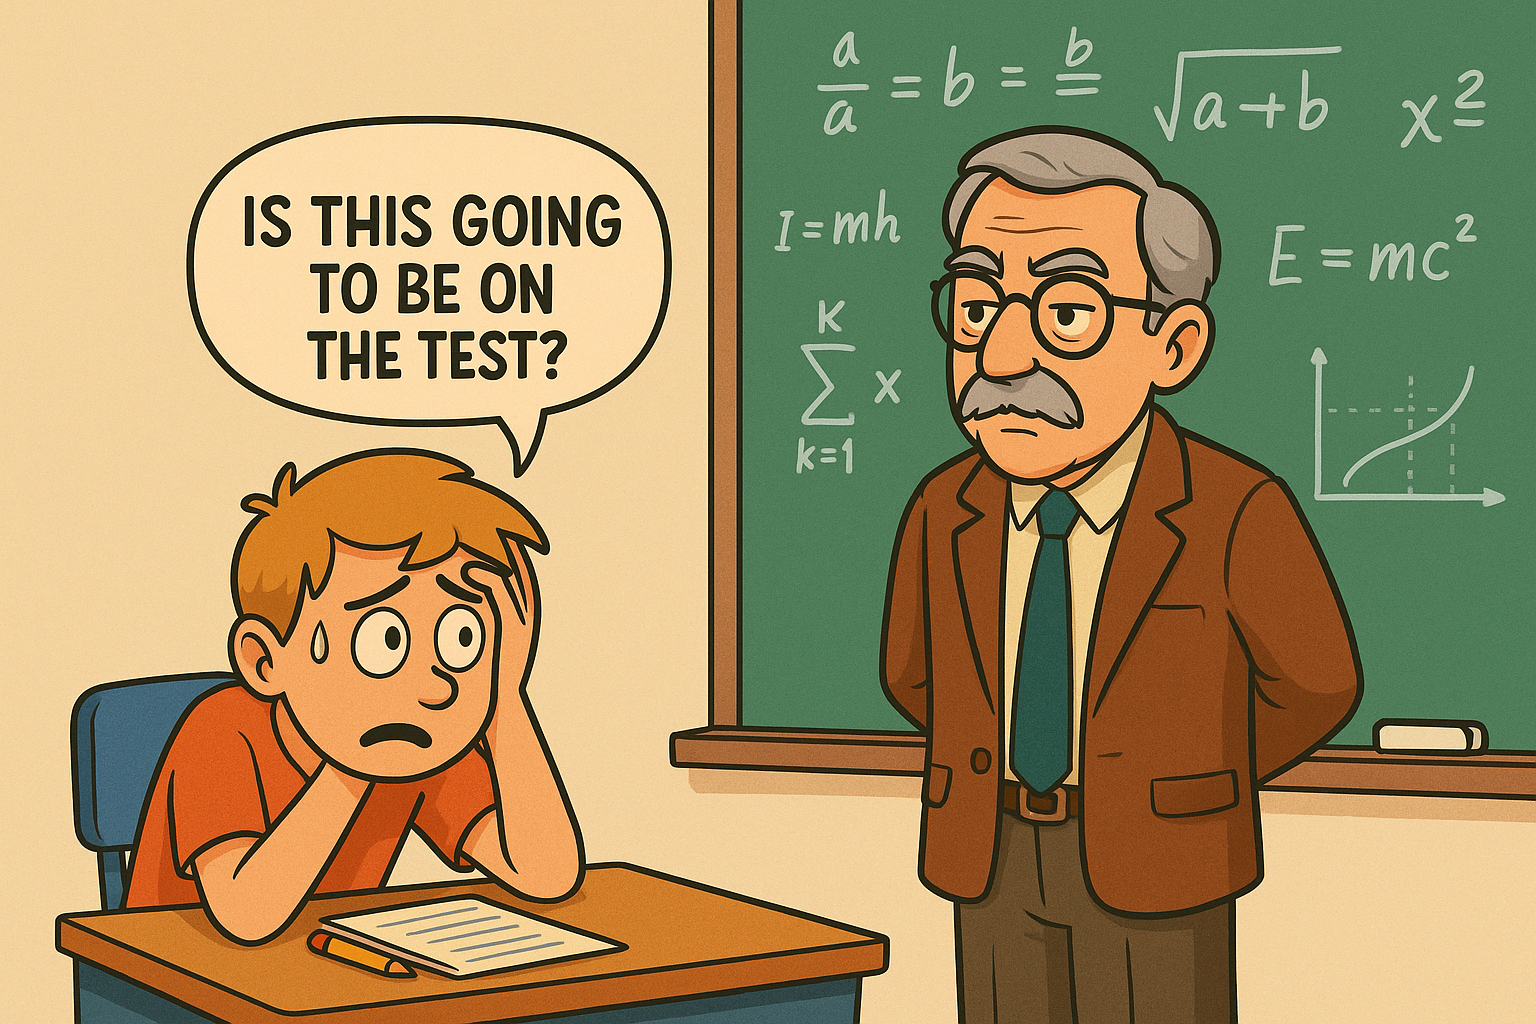 IS THIS GOING
TO BE ON
THE TEST?
a/a = b = b/=
√a+b
x²
I=mh
E=mc²
K
∑ x
k=1